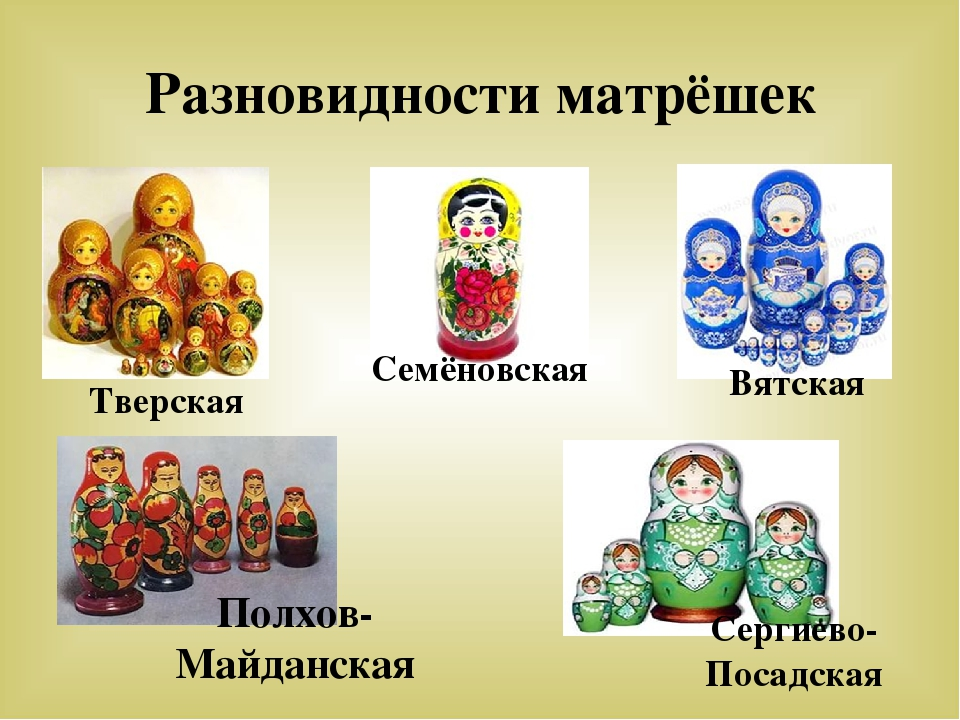 Разновидности матрёшек
Тверская
Семёновская
Вятская
Полхов-
Майданская
Сергиево-
Посадская